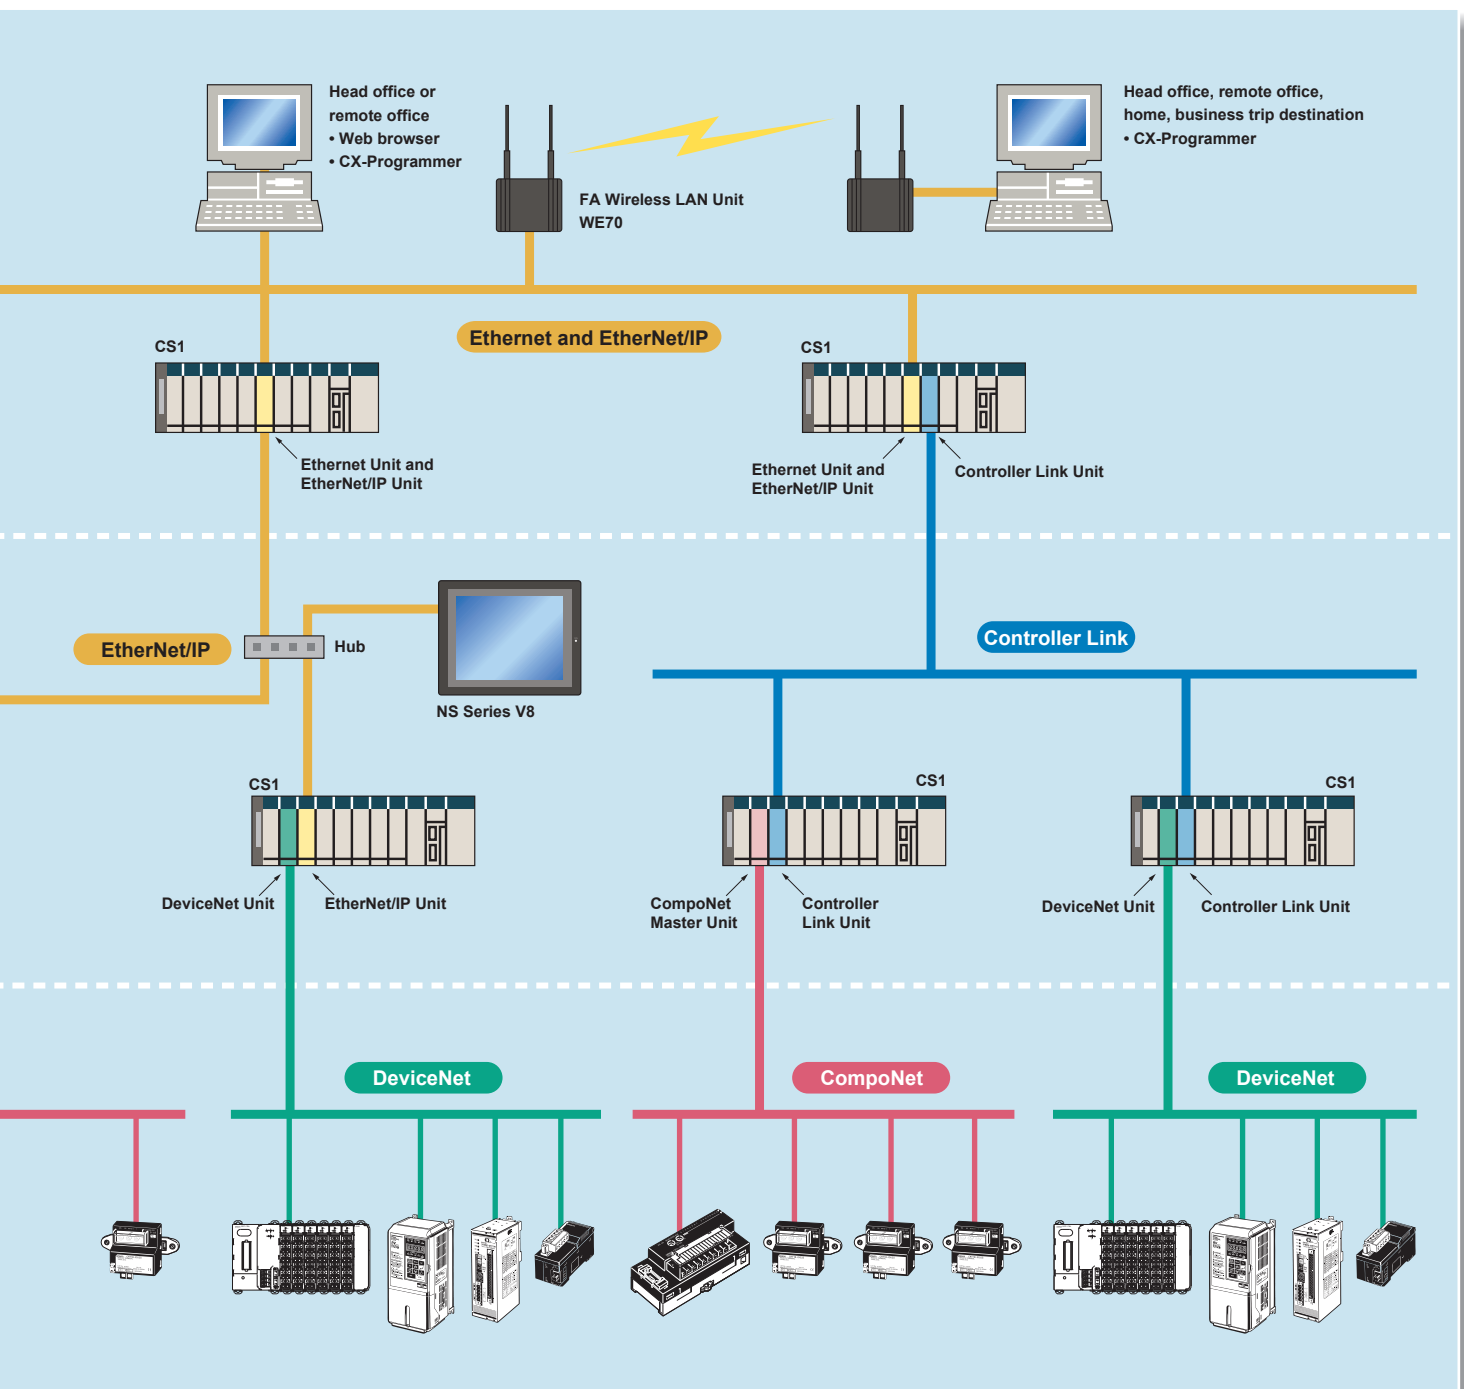 Head office or
remote office
• Web browser
• CX-Programmer
FA Wireless LAN Unit
WE70
Head office, remote office,
home, business trip destination
• CX-Programmer
Ethernet and EtherNet/IP
CS1
CS1
Ethernet Unit and
EtherNet/IP Unit
Ethernet Unit and
EtherNet/IP Unit
Controller Link Unit
EtherNet/IP
Hub
NS Series V8
Controller Link
CS1
CS1
CS1
DeviceNet Unit
EtherNet/IP Unit
CompoNet
Master Unit
Controller
Link Unit
DeviceNet Unit
Controller Link Unit
DeviceNet
CompoNet
DeviceNet